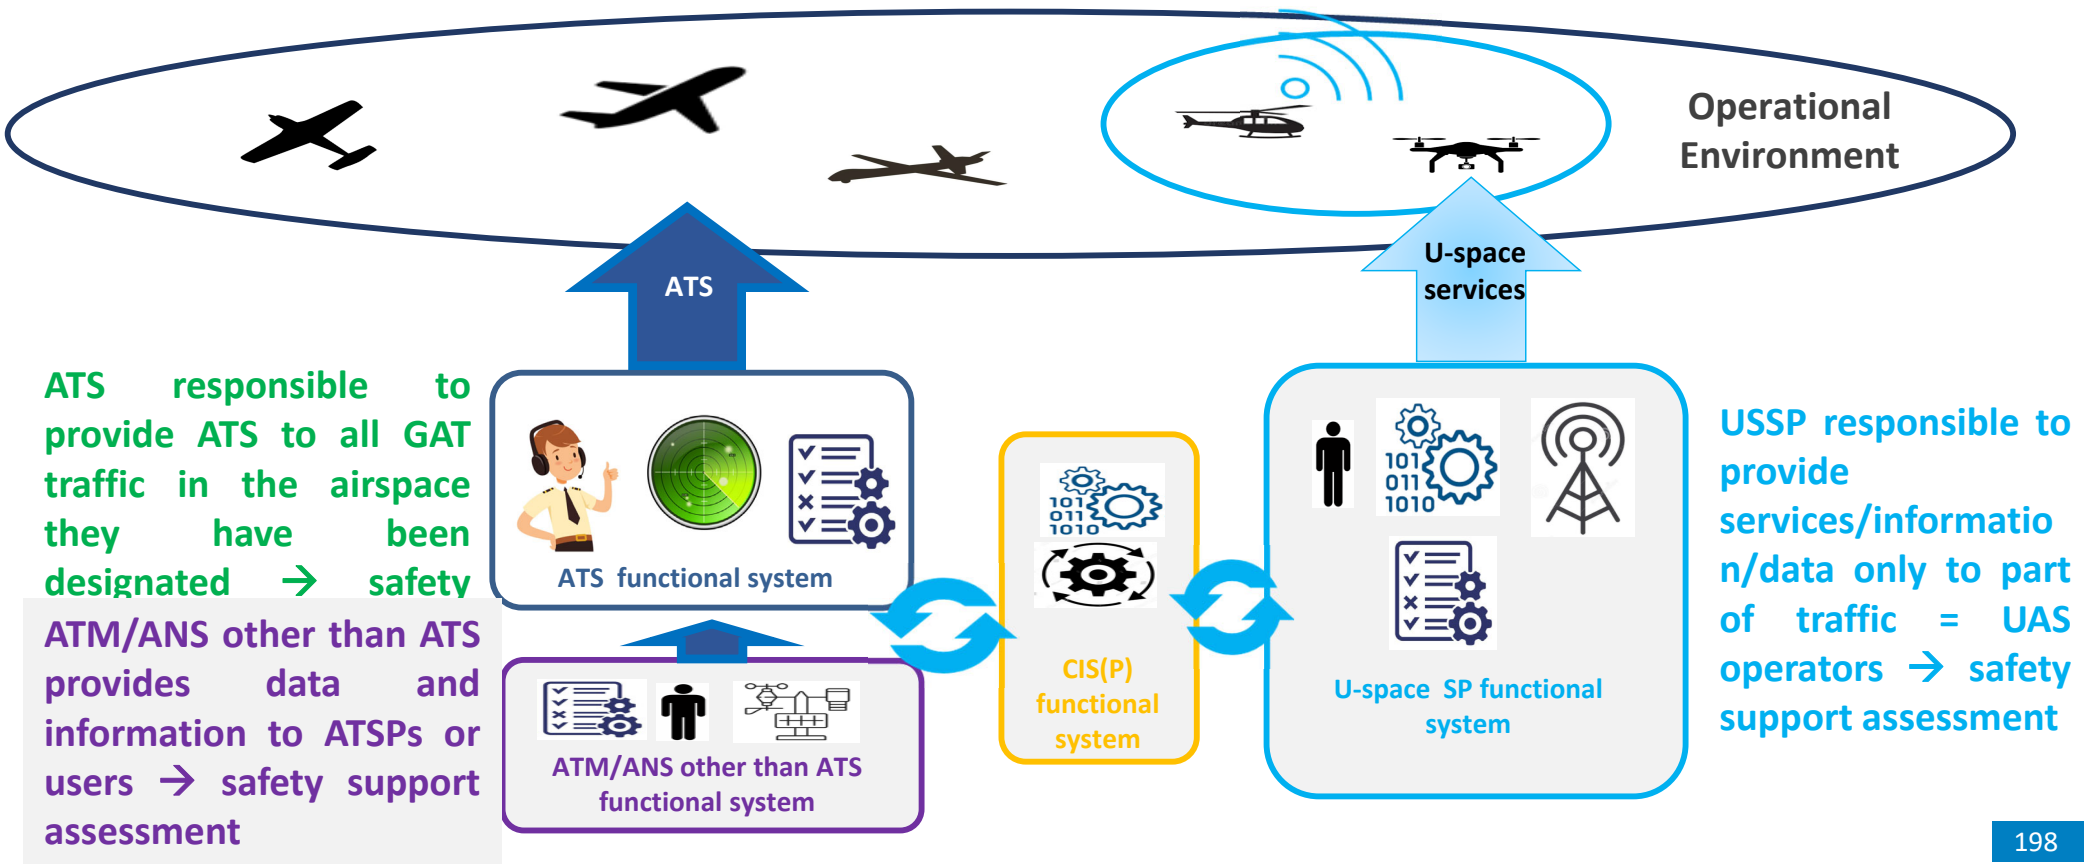 Operational
Environment
ATS
U-space
services
ATS responsible to
provide ATS to all GAT
traffic in the airspace
they have been
designated → safety
ATM/ANS other than ATS
provides data and
information to ATSPs or
users → safety support
assessment
ATS functional system
ATM/ANS other than ATS
functional system
101
011
1010
CIS(P)
functional
system
101
011
1010
U-space SP functional
system
USSP responsible to
provide
services/informatio
n/data only to part
of traffic = UAS
operators → safety
support assessment
198